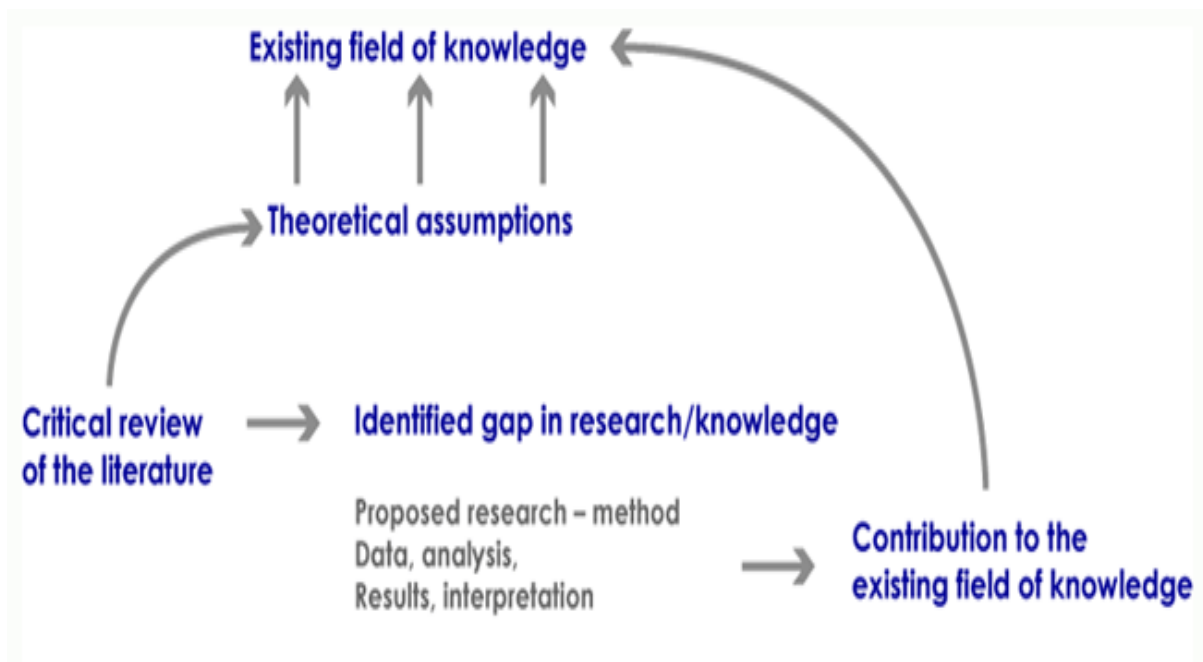 Existing field of knowledge
Theoretical assumptions
Critical review
of the literature
Identified gap in research/knowledge
Proposed research – method
Data, analysis,
Results, interpretation
Contribution to the
existing field of knowledge